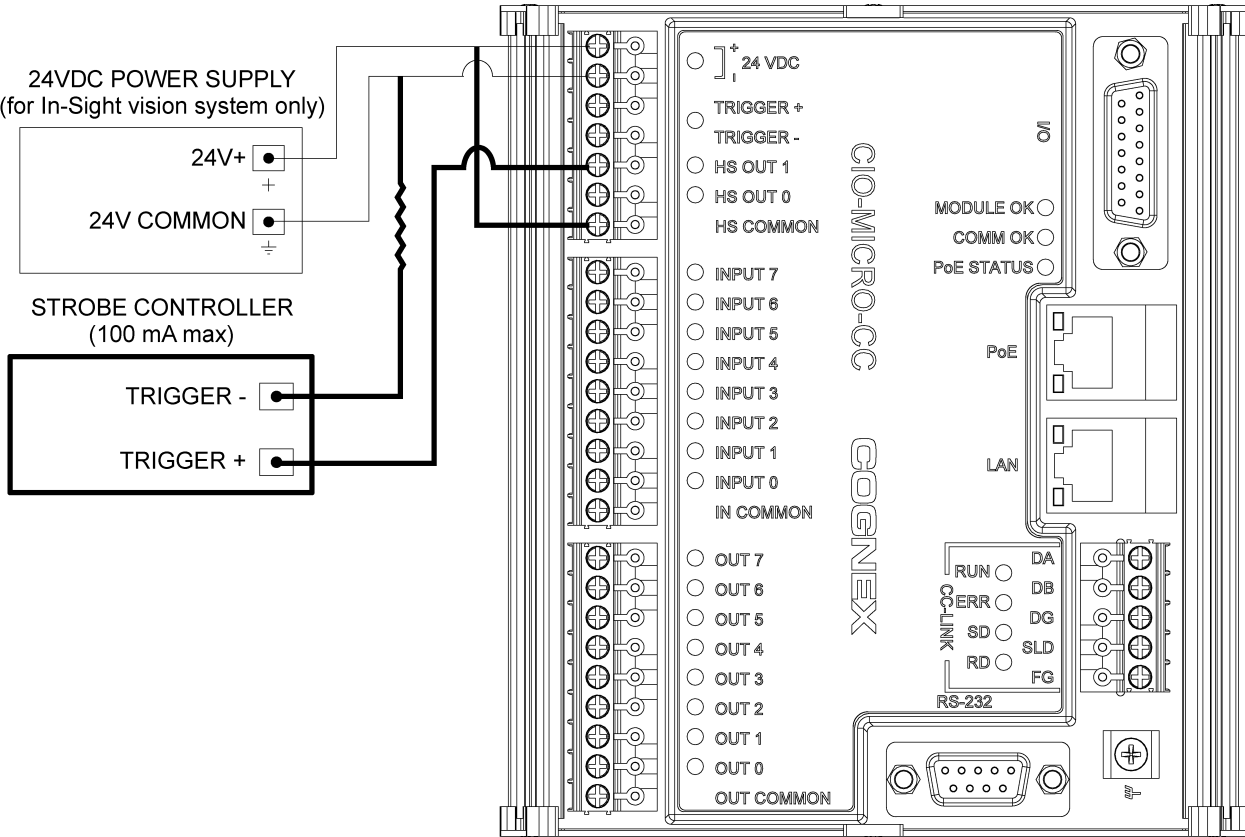 24VDC POWER SUPPLY
(for In-Sight vision system only)
24V+
+
24V COMMON
STROBE CONTROLLER
(100 mA max)
TRIGGER -
TRIGGER +
+
-
24 VDC
TRIGGER +
TRIGGER -
HS OUT 1
HS OUT 0
HS COMMON
INPUT 7
INPUT 6
INPUT 5
INPUT 4
INPUT 3
INPUT 2
INPUT 1
INPUT 0
IN COMMON
OUT 7
OUT 6
OUT 5
OUT 4
OUT 3
OUT 2
OUT 1
OUT 0
OUT COMMON
CIO-MICRO-CC
COGNEX
I/O
MODULE OK
COMM OK
PoE STATUS
PoE
LAN
CC-LINK
RUN
ERR
SD
RD
DA
DB
DG
SLD
FG
RS-232